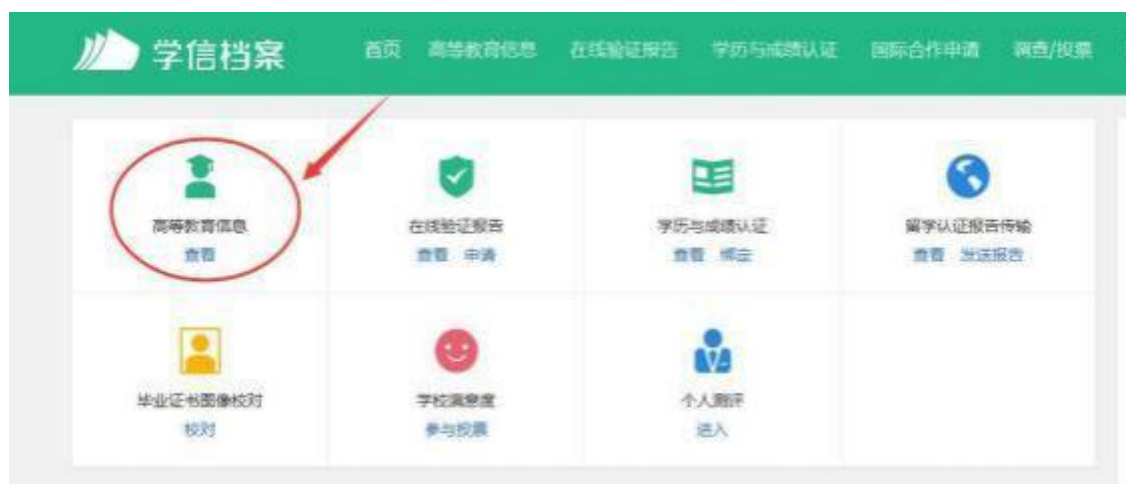 学信档案 首页 高等教育信息 在线验证报告 学历与成绩认证 国际合作申请 调查/投票
高等教育信息 在线验证报告 学历与成绩认证 留学认证报告传输
查看 查看 申请 查看 绑定 查看 发送报告
毕业证书图像校对 学校满意度 个人测评
校对 参与投票 进入